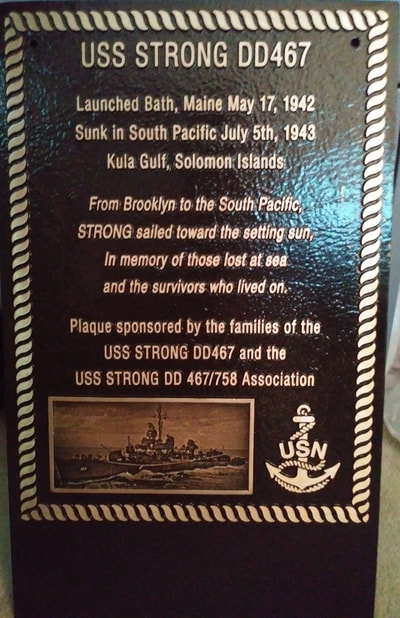 USS STRONG DD467
Launched Bath, Maine May 17, 1942
Sunk in South Pacific July 5th, 1943
Kula Gulf, Solomon Islands
From Brooklyn to the South Pacific,
STRONG sailed toward the setting sun,
In memory of those lost at sea
and the survivors who lived on.
Plaque sponsored by the families of the
USS STRONG DD467 and the
USS STRONG DD 467/758 Association
467
USN